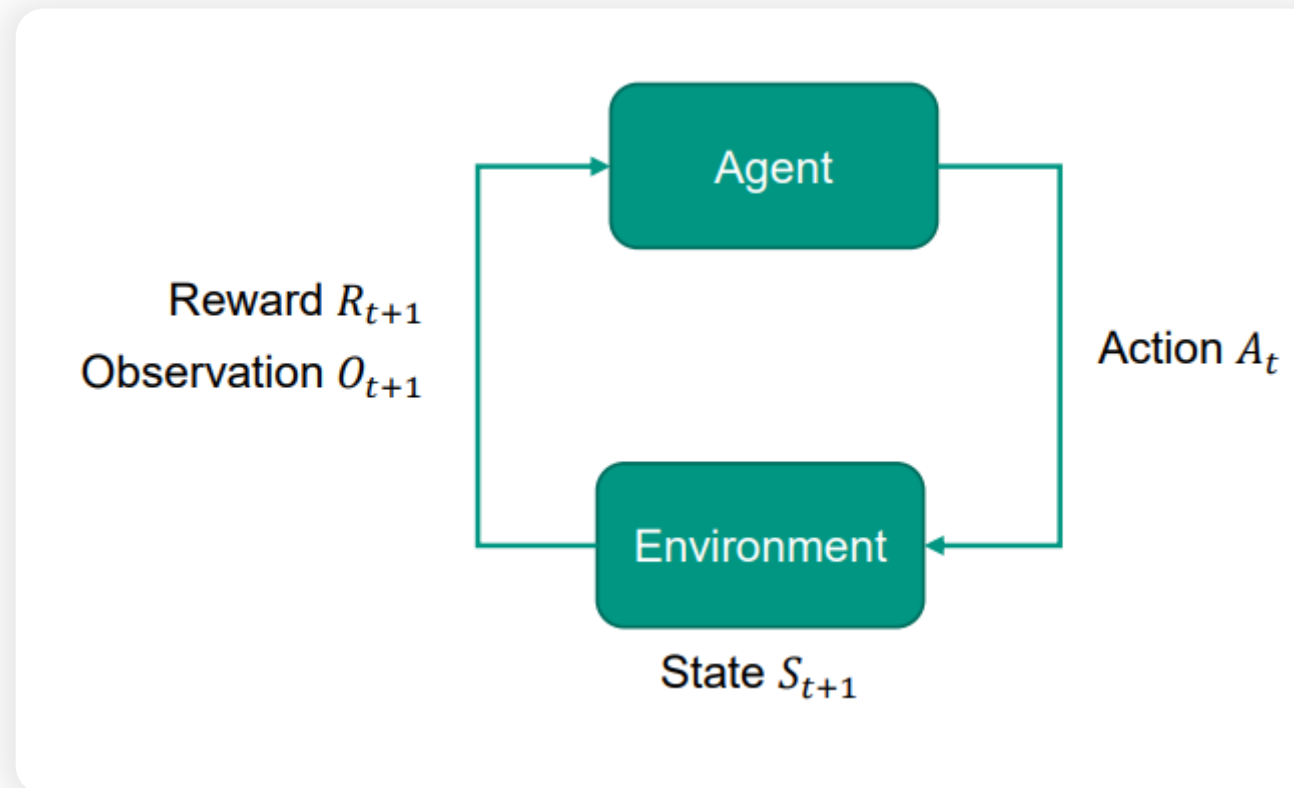 Agent
Reward R_{t+1}
Observation O_{t+1}
Action A_t
Environment
State S_{t+1}